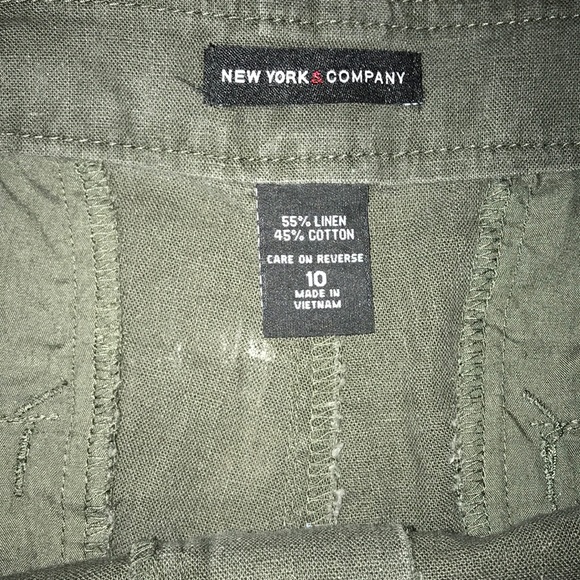 NEW YORK & COMPANY
55% LINEN
45% COTTON
CARE ON REVERSE
10
MADE IN
VIETNAM